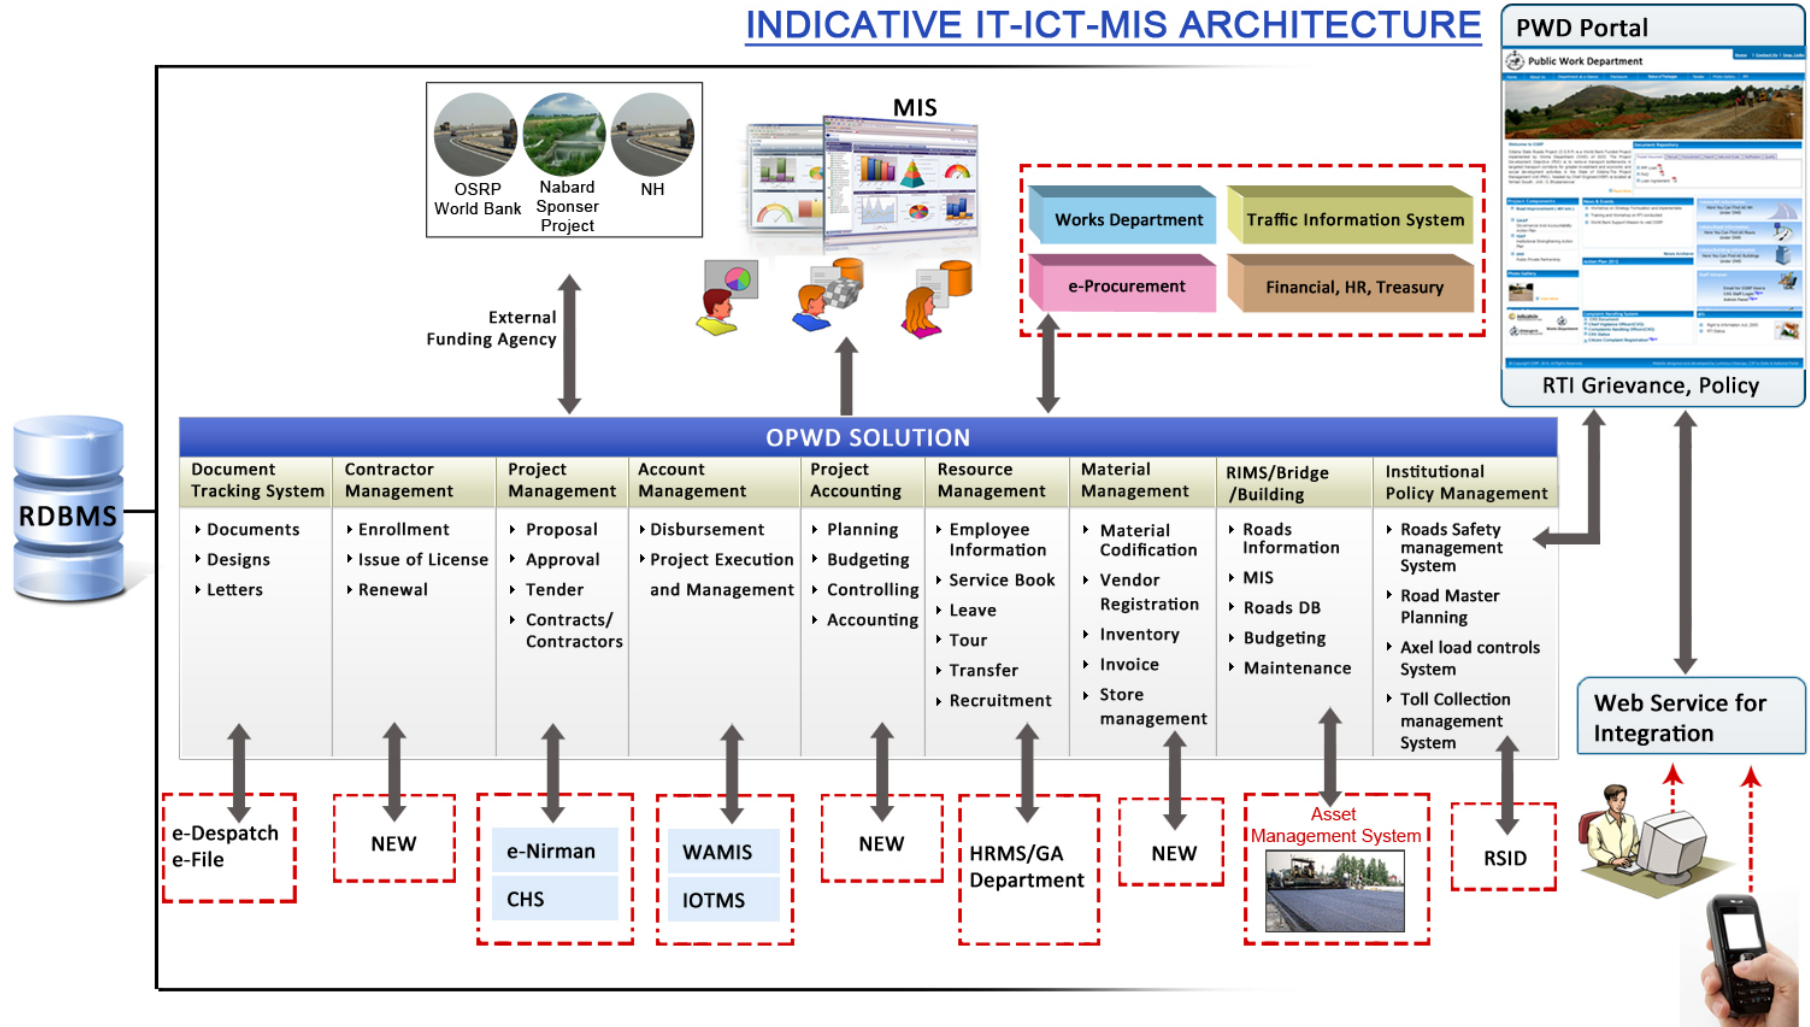 INDICATIVE IT-ICT-MIS ARCHITECTURE
PWD Portal
Public Work Department
RTI Grievance, Policy
OSRP
World Bank
Nabard
Sponser
Project
NH
MIS
Works Department
Traffic Information System
e-Procurement
Financial, HR, Treasury
External
Funding Agency
RDBMS
OPWD SOLUTION
Document
Tracking System
Documents
Designs
Letters
Contractor
Management
Enrollment
Issue of License
Renewal
Project
Management
Proposal
Approval
Tender
Contracts/
Contractors
Account
Management
Disbursement
Project Execution
and Management
Project
Accounting
Planning
Budgeting
Controlling
Accounting
Resource
Management
Employee
Information
Service Book
Leave
Tour
Transfer
Recruitment
Material
Management
Material
Codification
Vendor
Registration
Inventory
Invoice
Store
management
RIMS/Bridge
/Building
Roads
Information
MIS
Roads DB
Budgeting
Maintenance
Institutional
Policy Management
Roads Safety
management
System
Road Master
Planning
Axel load controls
System
Toll Collection
management
System
Web Service for
Integration
e-Despatch
e-File
NEW
e-Nirman
CHS
WAMIS
IOTMS
NEW
HRMS/GA
Department
NEW
Asset
Management System
RSID